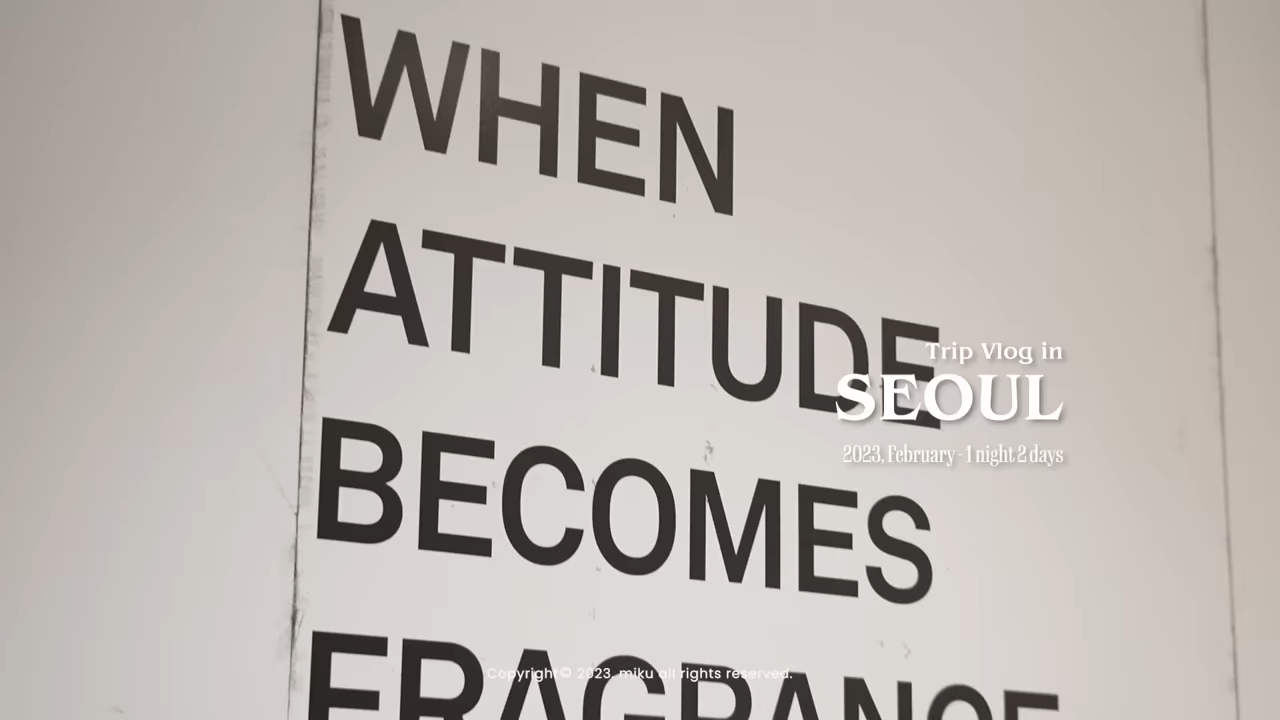 WHEN
ATTITUDE
BECOMES
FRAGRANCE
Trip Vlog in
SEOUL
2023, February - 1 night 2 days
Copyright© 2023. miku all rights reserved.